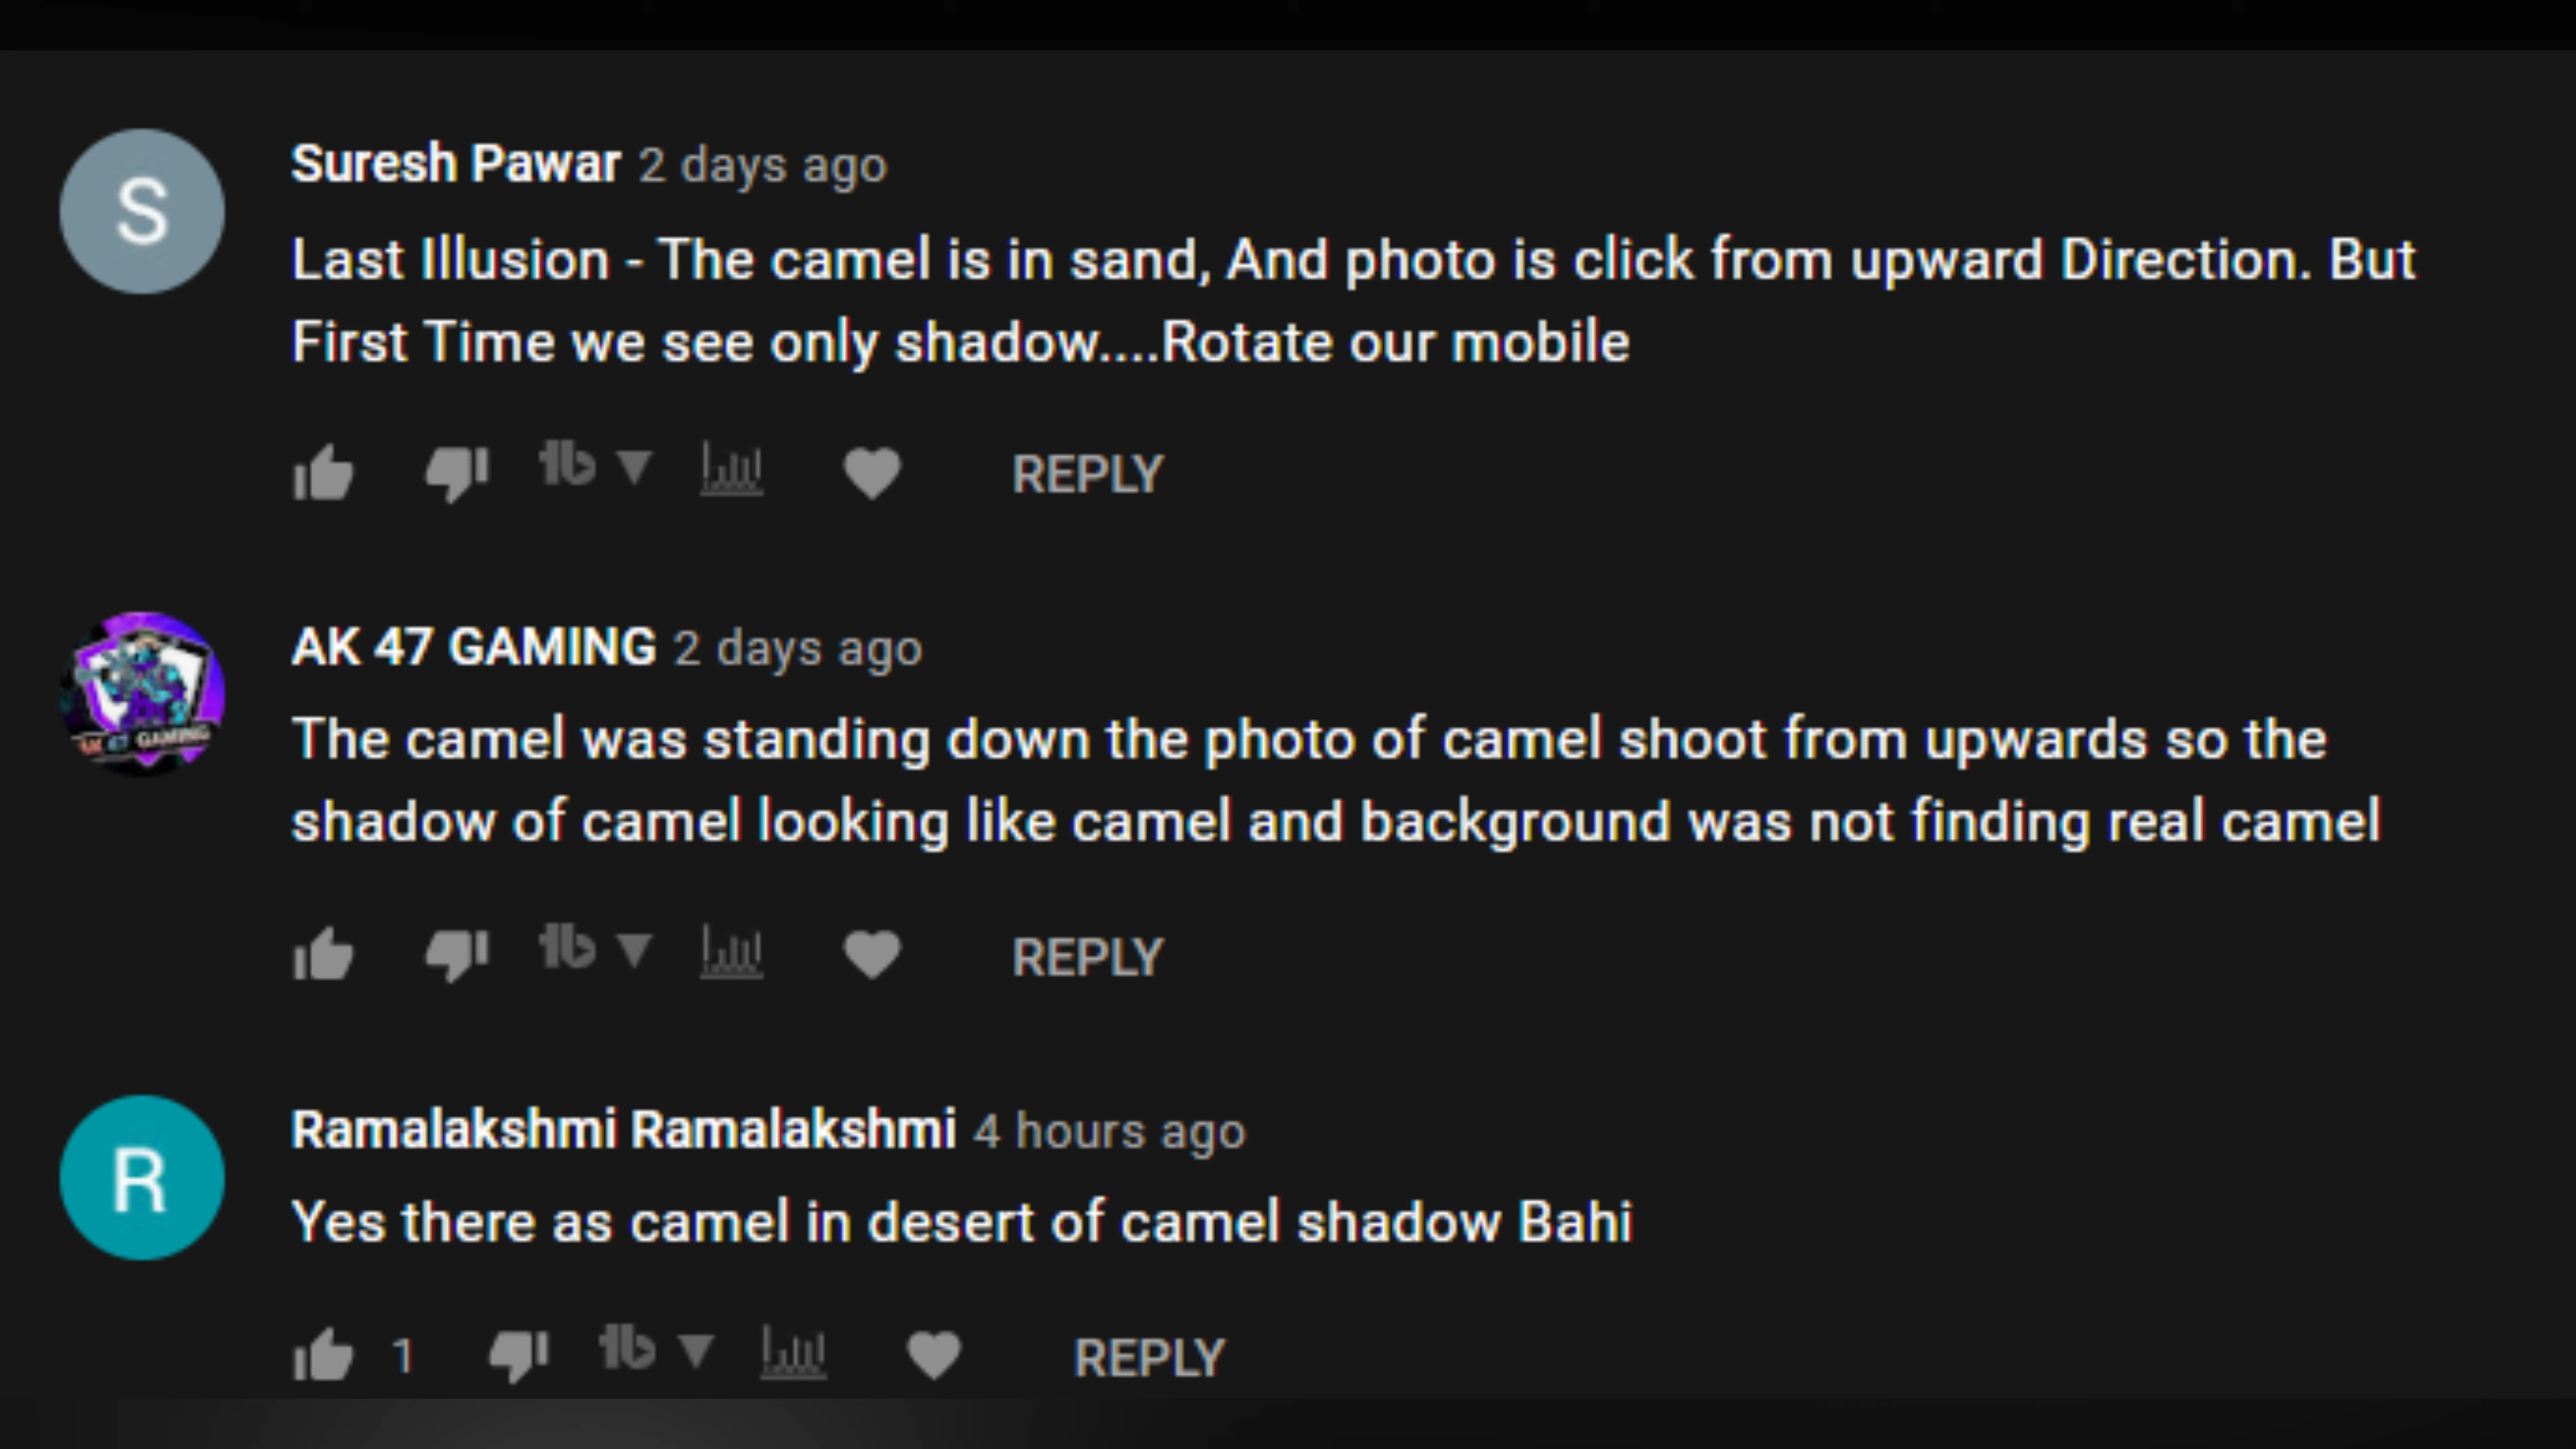 S
Suresh Pawar 2 days ago
Last Illusion - The camel is in sand, And photo is click from upward Direction. But
First Time we see only shadow....Rotate our mobile
REPLY
AK 47 GAMING
AK 47 GAMING 2 days ago
The camel was standing down the photo of camel shoot from upwards so the
shadow of camel looking like camel and background was not finding real camel
REPLY
R
Ramalakshmi Ramalakshmi 4 hours ago
Yes there as camel in desert of camel shadow Bahi
1
REPLY